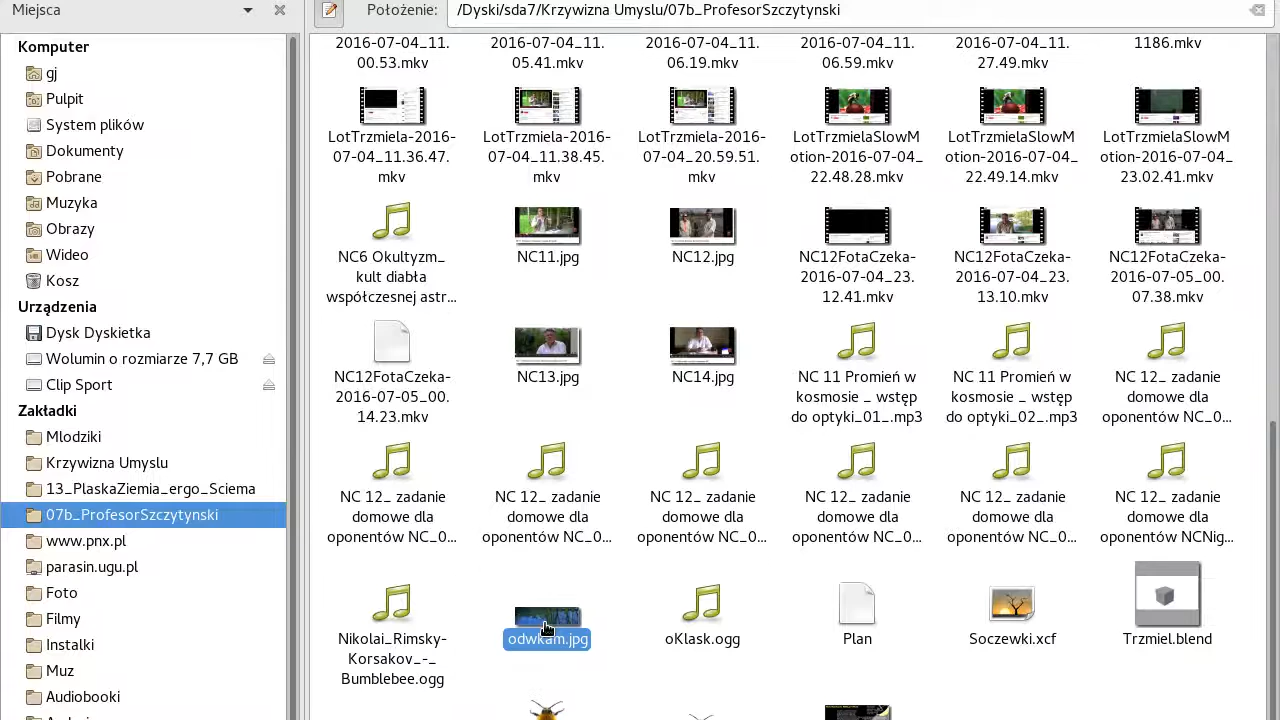 Miejsca
Położenie:
/Dyski/sda7/Krzywizna Umyslu/07b_ProfesorSzczytynski
Komputer
gj
Pulpit
System plików
Dokumenty
Pobrane
Muzyka
Obrazy
Wideo
Kosz
Urządzenia
Dysk Dyskietka
Wolumin o rozmiarze 7,7 GB
Clip Sport
Zakładki
Mlodziki
Krzywizna Umyslu
13_PlaskaZiemia_ergo_Sciema
07b_ProfesorSzczytynski
www.pnx.pl
parasin.ugu.pl
Foto
Filmy
Instalki
Muz
Audiobooki
2016-07-04_11.
00.53.mkv
2016-07-04_11.
05.41.mkv
2016-07-04_11.
06.19.mkv
2016-07-04_11.
06.59.mkv
2016-07-04_11.
27.49.mkv
1186.mkv
LotTrzmiela-2016-
07-04_11.36.47.
mkv
LotTrzmiela-2016-
07-04_11.38.45.
mkv
LotTrzmiela-2016-
07-04_20.59.51.
mkv
LotTrzmielaSlowM
otion-2016-07-04_
22.48.28.mkv
LotTrzmielaSlowM
otion-2016-07-04_
22.49.14.mkv
LotTrzmielaSlowM
otion-2016-07-04_
23.02.41.mkv
NC6 Okultyzm_
kult diabła
współczesnej astr...
NC11.jpg
NC12.jpg
NC12FotaCzeka-
2016-07-04_23.
12.41.mkv
NC12FotaCzeka-
2016-07-04_23.
13.10.mkv
NC12FotaCzeka-
2016-07-05_00.
07.38.mkv
NC12FotaCzeka-
2016-07-05_00.
14.23.mkv
NC13.jpg
NC14.jpg
NC 11 Promień w
kosmosie _ wstęp
do optyki_01_.mp3
NC 11 Promień w
kosmosie _ wstęp
do optyki_02_.mp3
NC 12_ zadanie
domowe dla
oponentów NC_0...
NC 12_ zadanie
domowe dla
oponentów NC_0...
NC 12_ zadanie
domowe dla
oponentów NC_0...
NC 12_ zadanie
domowe dla
oponentów NC_0...
NC 12_ zadanie
domowe dla
oponentów NC_0...
NC 12_ zadanie
domowe dla
oponentów NC_0...
NC 12_ zadanie
domowe dla
oponentów NCNig...
Nikolai_Rimsky-
Korsakov_-_
Bumblebee.ogg
odwkam.jpg
oKlask.ogg
Plan
Soczewki.xcf
Trzmiel.blend